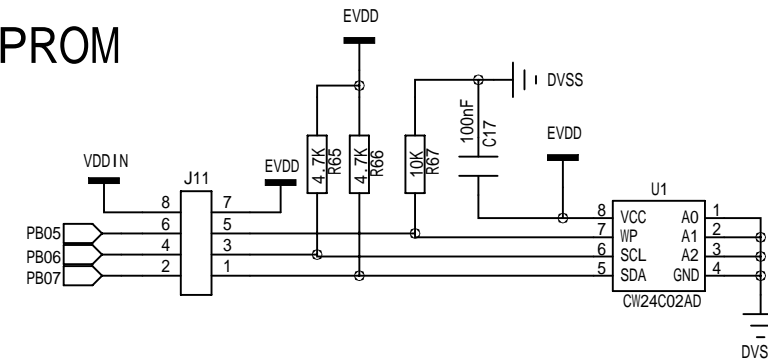 PROM
EVDD
DVSS
100nF
C17
EVDD
4.7K
R65
4.7K
R66
10K
R67
VDDIN
J11
EVDD
U1
8 7
8 VCC A0 1
PB05 6 5
7 WP A1 2
PB06 4 3
6 SCL A2 3
PB07 2 1
5 SDA GND 4
CW24C02AD
DVS